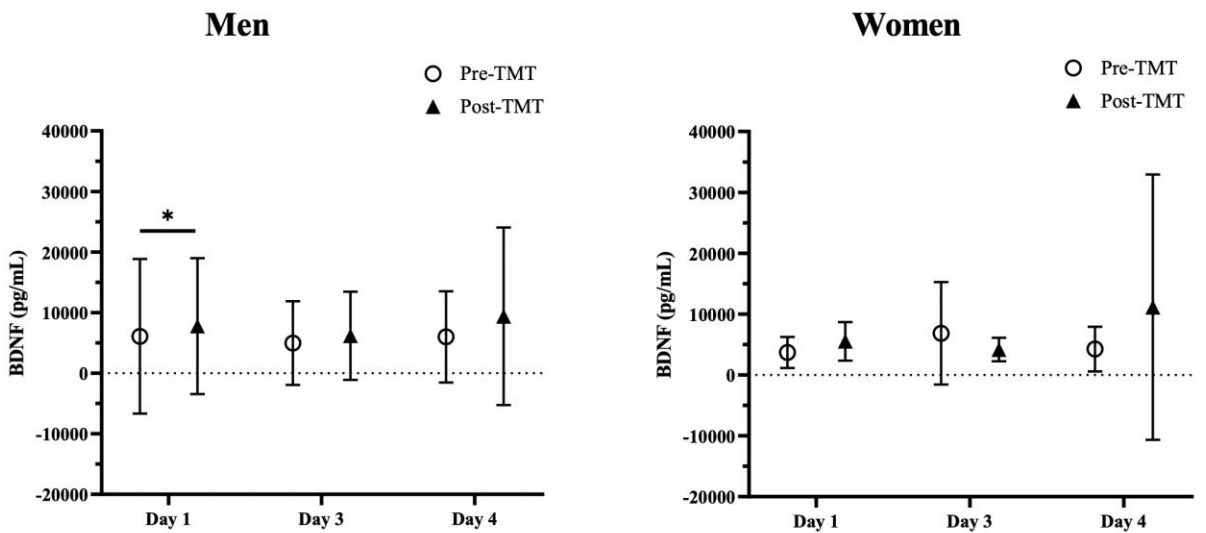 Men
Pre-TMT
Post-TMT
40000
30000
20000
10000
0
-10000
-20000
BDNF (pg/mL)
*
Day 1
Day 3
Day 4
Women
Pre-TMT
Post-TMT
40000
30000
20000
10000
0
-10000
-20000
BDNF (pg/mL)
Day 1
Day 3
Day 4